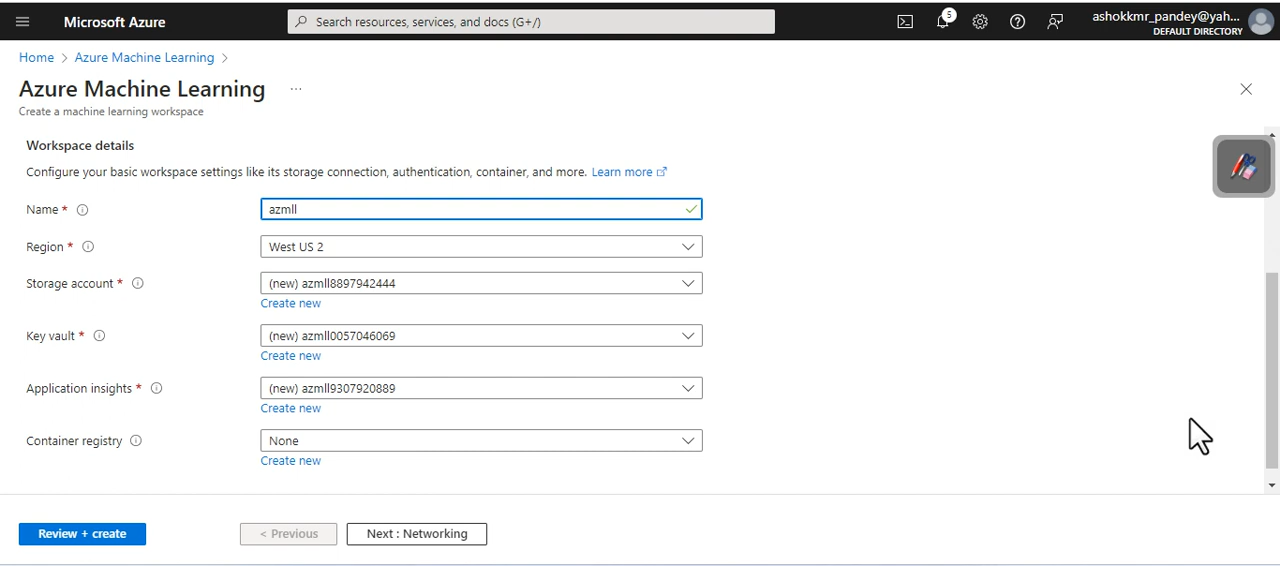 Microsoft Azure
Search resources, services, and docs (G+/)
5
ashokkmr_pandey@yah...
DEFAULT DIRECTORY
Home > Azure Machine Learning >
Azure Machine Learning ...
Create a machine learning workspace
Workspace details
Configure your basic workspace settings like its storage connection, authentication, container, and more. Learn more
Name * azmll
Region * West US 2
Storage account * (new) azmll8897942444
Create new
Key vault * (new) azmll0057046069
Create new
Application insights * (new) azmll9307920889
Create new
Container registry None
Create new
Review + create < Previous Next : Networking